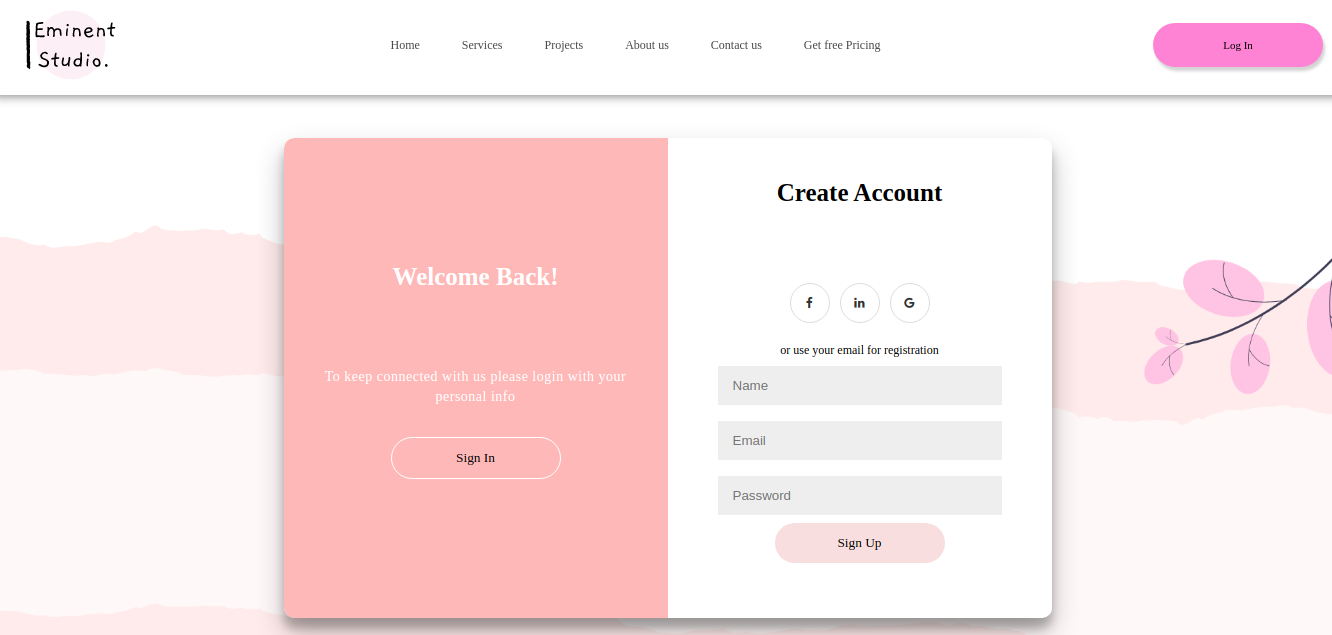 Eminent
Studio.
Home
Services
Projects
About us
Contact us
Get free Pricing
Log In
Welcome Back!
To keep connected with us please login with your
personal info
Sign In
Create Account
f
in
G
or use your email for registration
Name
Email
Password
Sign Up